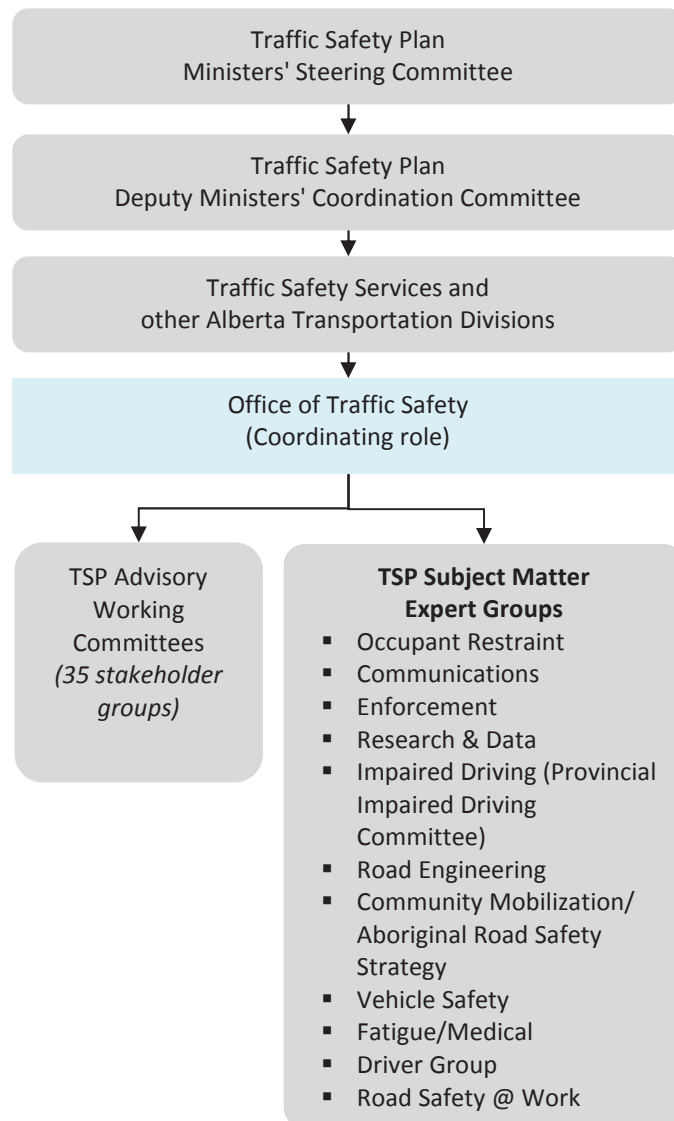 Traffic Safety Plan
Ministers' Steering Committee
Traffic Safety Plan
Deputy Ministers' Coordination Committee
Traffic Safety Services and
other Alberta Transportation Divisions
Office of Traffic Safety
(Coordinating role)
TSP Advisory
Working
Committees
(35 stakeholder
groups)
TSP Subject Matter
Expert Groups
▪ Occupant Restraint
▪ Communications
▪ Enforcement
▪ Research & Data
▪ Impaired Driving (Provincial
Impaired Driving
Committee)
▪ Road Engineering
▪ Community Mobilization/
Aboriginal Road Safety
Strategy
▪ Vehicle Safety
▪ Fatigue/Medical
▪ Driver Group
▪ Road Safety @ Work